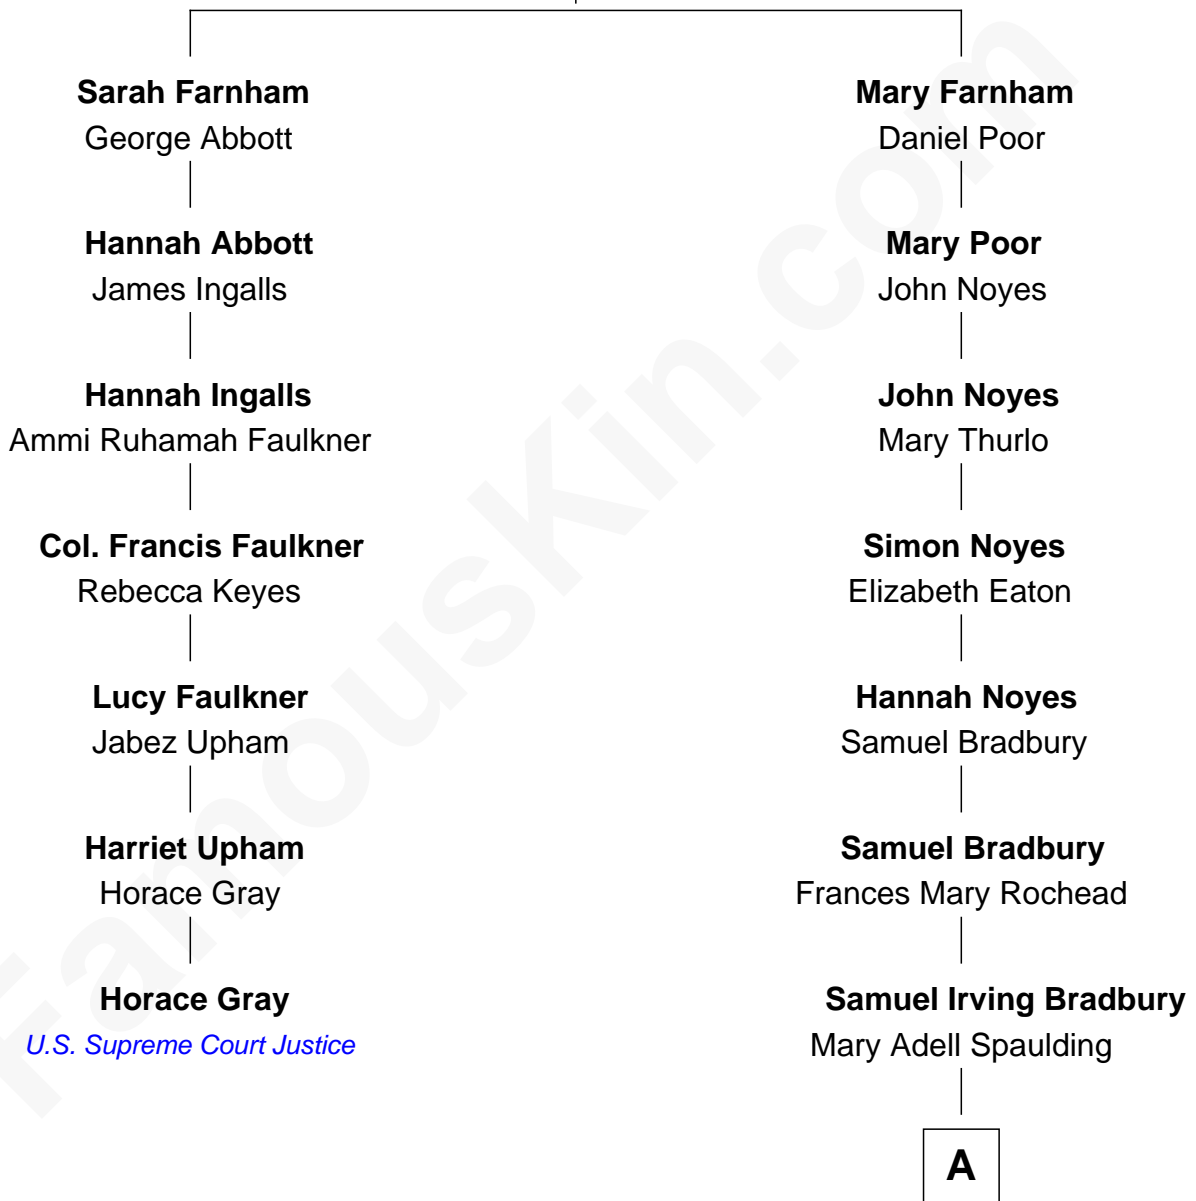 Sarah Farnham
George Abbott
Mary Farnham
Daniel Poor
Hannah Abbott
James Ingalls
Mary Poor
John Noyes
Hannah Ingalls
Ammi Ruhamah Faulkner
John Noyes
Mary Thurlo
Col. Francis Faulkner
Rebecca Keyes
Simon Noyes
Elizabeth Eaton
Lucy Faulkner
Jabez Upham
Hannah Noyes
Samuel Bradbury
Harriet Upham
Horace Gray
Samuel Bradbury
Frances Mary Rochead
Horace Gray
U.S. Supreme Court Justice
Samuel Irving Bradbury
Mary Adell Spaulding
A
FamousKin.com